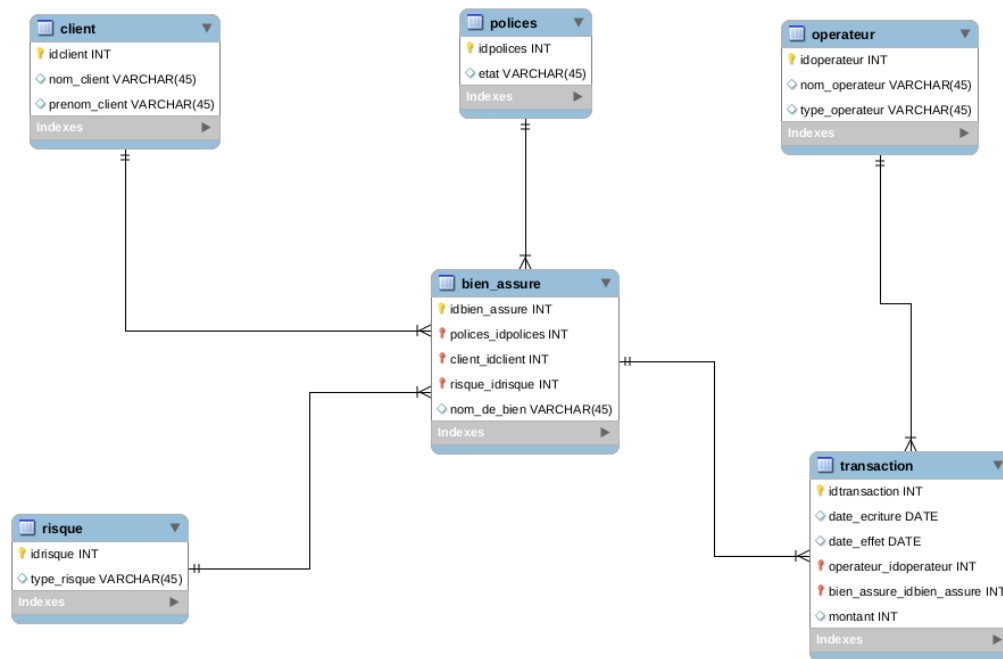 client
idclient INT
nom_client VARCHAR(45)
prenom_client VARCHAR(45)
Indexes
polices
idpolices INT
etat VARCHAR(45)
Indexes
operateur
idoperateur INT
nom_operateur VARCHAR(45)
type_operateur VARCHAR(45)
Indexes
bien_assure
idbien_assure INT
polices_idpolices INT
client_idclient INT
risque_idrisque INT
nom_de_bien VARCHAR(45)
Indexes
risque
idrisque INT
type_risque VARCHAR(45)
Indexes
transaction
idtransaction INT
date_ecriture DATE
date_effet DATE
operateur_idoperateur INT
bien_assure_idbien_assure INT
montant INT
Indexes